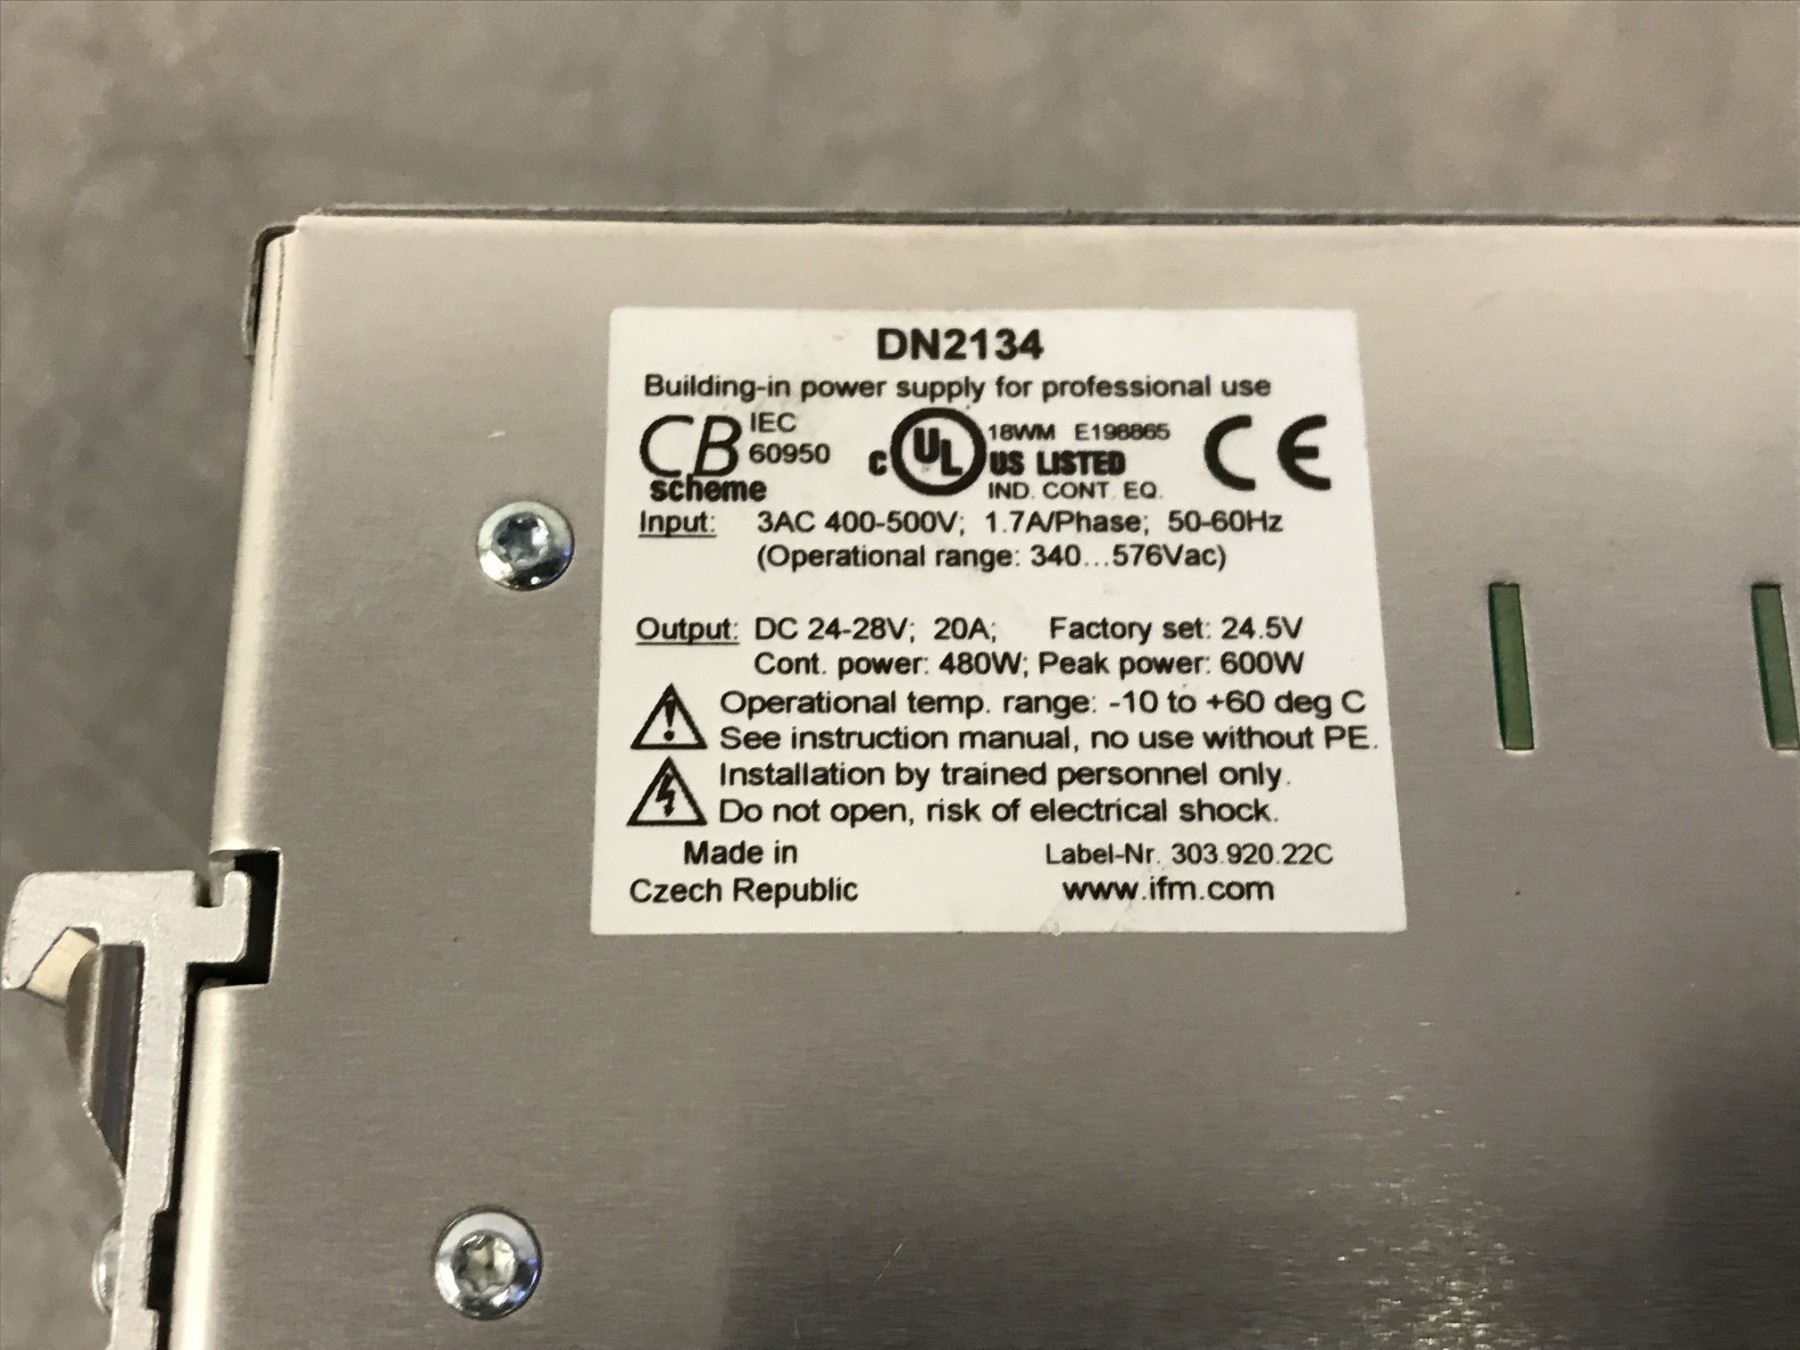 DN2134
Building-in power supply for professional use
CB IEC 60950 scheme
C UL US LISTED 18WM E198865 IND. CONT. EQ.
CE
Input: 3AC 400-500V; 1.7A/Phase; 50-60Hz
(Operational range: 340...576Vac)
Output: DC 24-28V; 20A; Factory set: 24.5V
Cont. power: 480W; Peak power: 600W
Operational temp. range: -10 to +60 deg C
See instruction manual, no use without PE.
Installation by trained personnel only.
Do not open, risk of electrical shock.
Made in Label-Nr. 303.920.22C
Czech Republic www.ifm.com